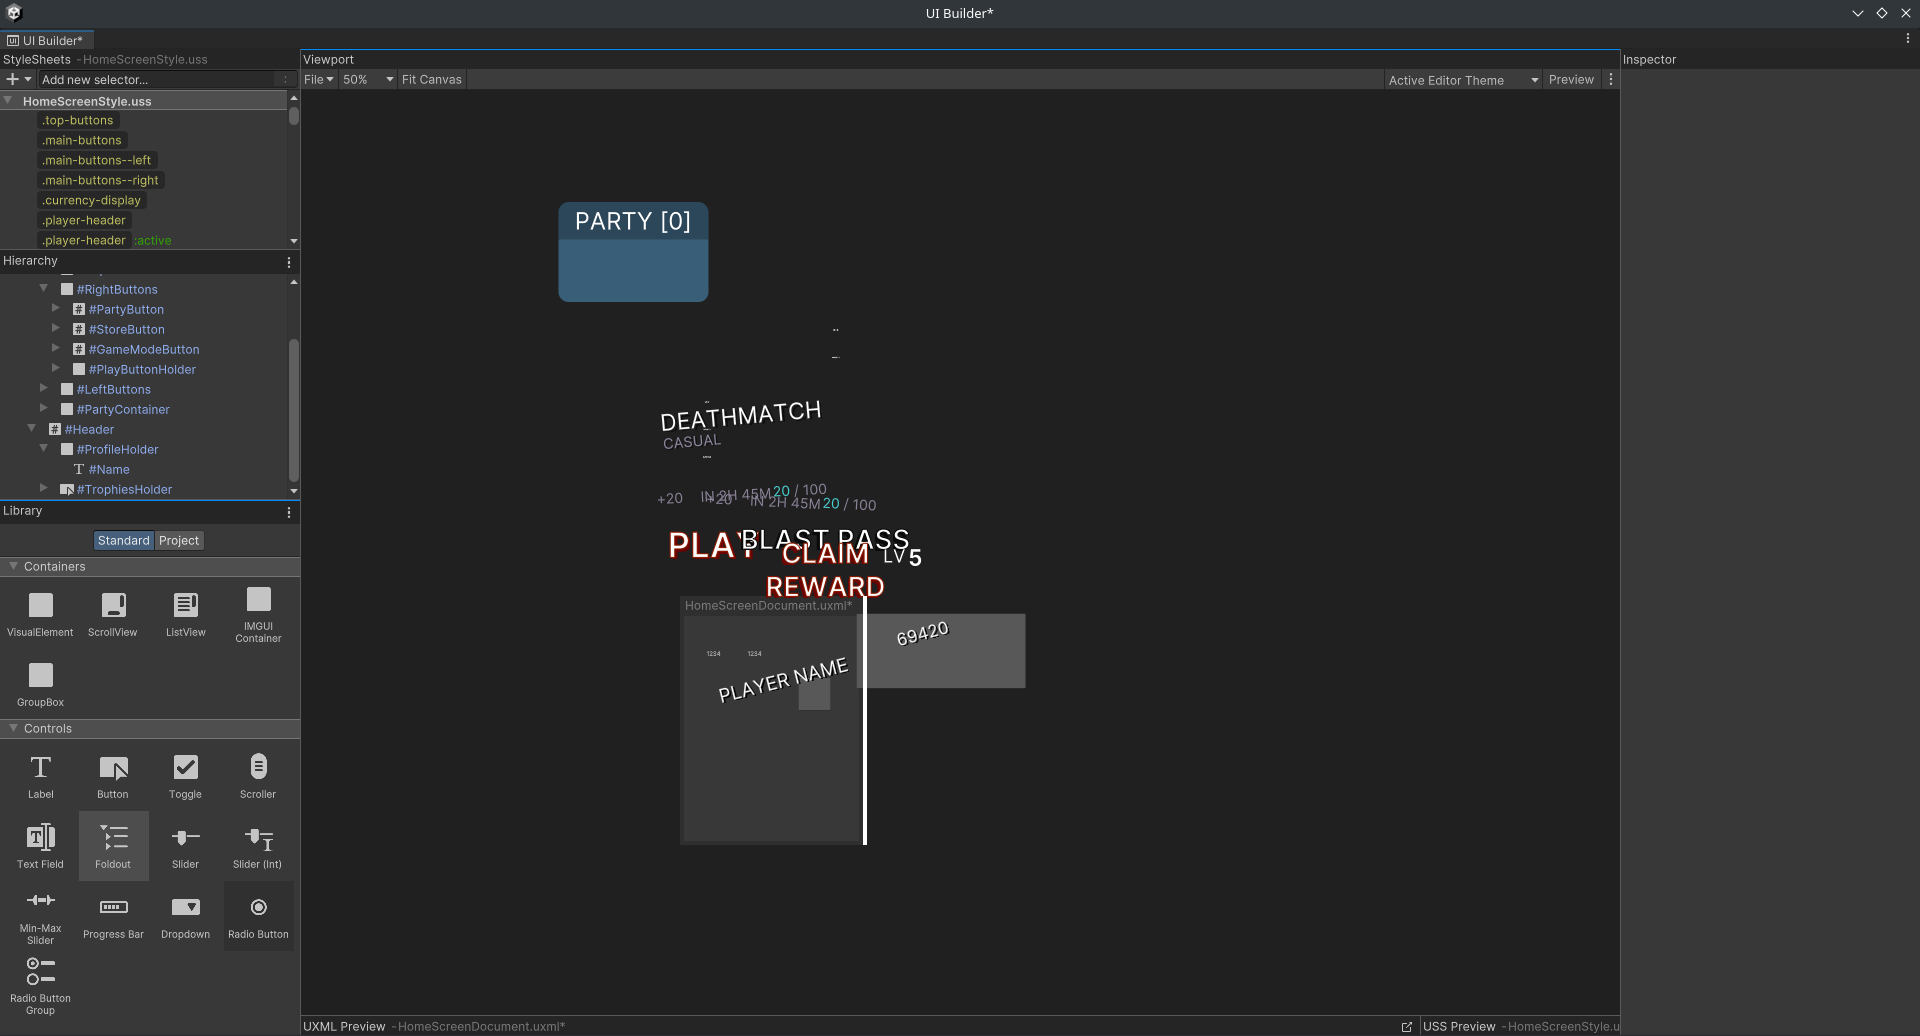 UI Builder*
UI Builder*
StyleSheets - HomeScreenStyle.uss
Add new selector...
HomeScreenStyle.uss
.top-buttons
.main-buttons
.main-buttons--left
.main-buttons--right
.currency-display
.player-header
.player-header :active
Hierarchy
#RightButtons
#PartyButton
#StoreButton
#GameModeButton
#PlayButtonHolder
#LeftButtons
#PartyContainer
#Header
#ProfileHolder
#Name
#TrophiesHolder
Library
Standard Project
Containers
VisualElement ScrollView ListView IMGUI Container
GroupBox
Controls
Label Button Toggle Scroller
Text Field Foldout Slider Slider (Int)
Min-Max Slider Progress Bar Dropdown Radio Button
Radio Button Group
Viewport
File 50% Fit Canvas
Active Editor Theme Preview
PARTY [0]
DEATHMATCH
CASUAL
+20 IN 2H 45M 20 / 100
+20 IN 2H 45M 20 / 100
PLAY
BLAST PASS
CLAIM
REWARD
LV 5
HomeScreenDocument.uxml*
69420
1234 1234
PLAYER NAME
UXML Preview - HomeScreenDocument.uxml*
USS Preview - HomeScreenStyle.u
Inspector